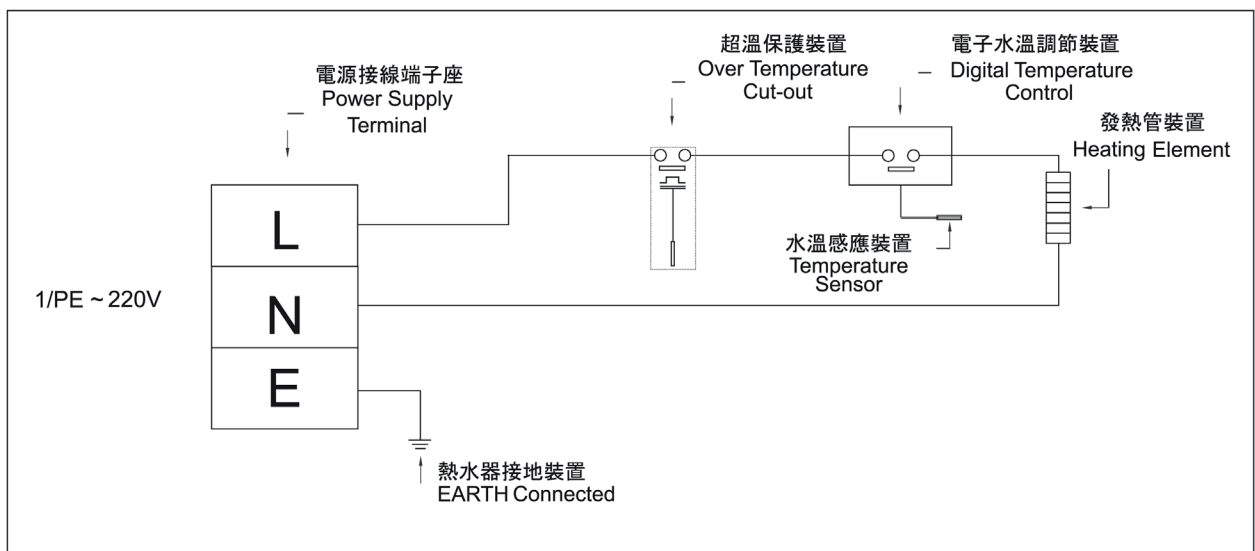 電源接線端子座
Power Supply
Terminal
超溫保護裝置
Over Temperature
Cut-out
電子水溫調節裝置
Digital Temperature
Control
發熱管裝置
Heating Element
水溫感應裝置
Temperature
Sensor
1/PE ~ 220V
L
N
E
熱水器接地裝置
EARTH Connected